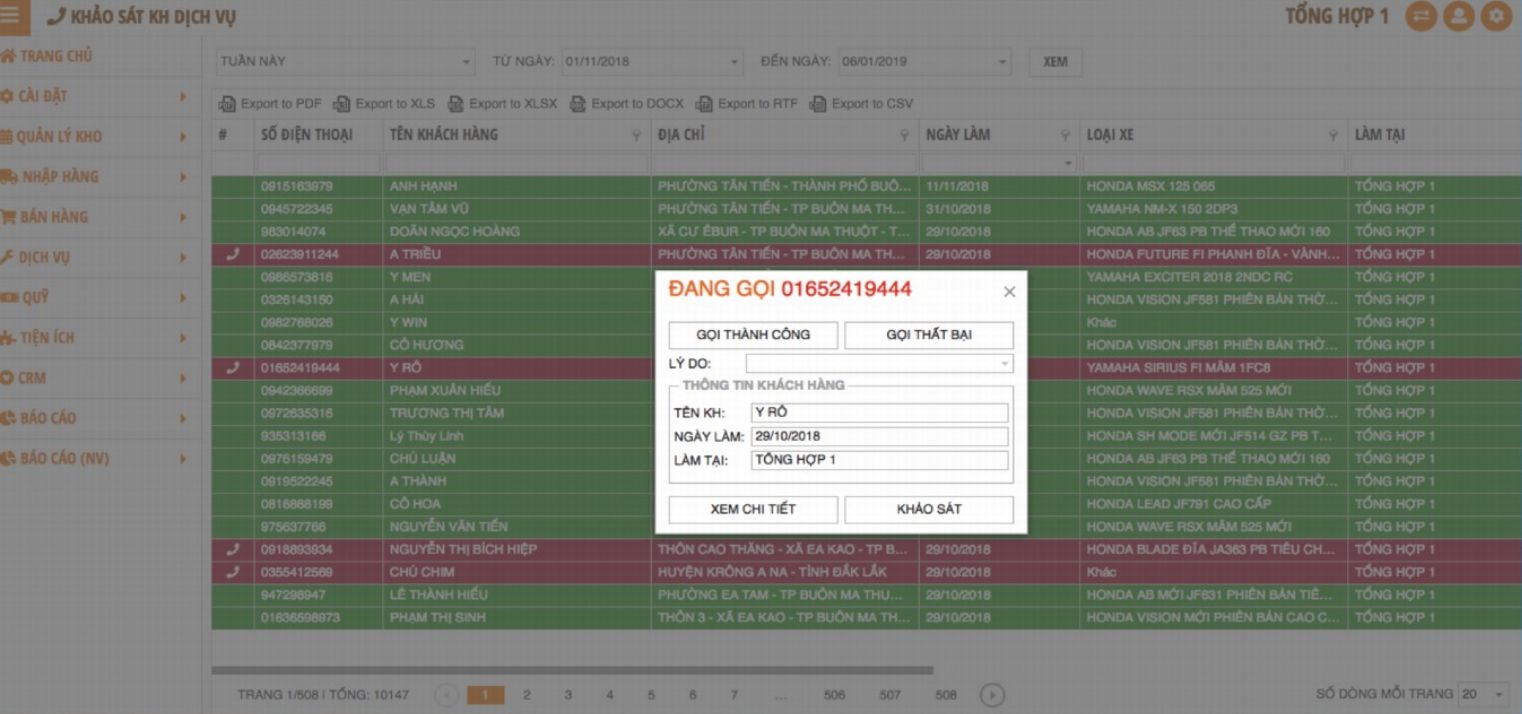 KHẢO SÁT KH DỊCH VỤ
TỔNG HỢP 1
TRANG CHỦ
CÀI ĐẶT
QUẢN LÝ KHO
NHẬP HÀNG
BÁN HÀNG
DỊCH VỤ
QUỸ
TIỆN ÍCH
CRM
BÁO CÁO
BÁO CÁO (NV)
TUẦN NÀY TỪ NGÀY: 01/11/2018 ĐẾN NGÀY: 06/01/2019 XEM
Export to PDF Export to XLS Export to XLSX Export to DOCX Export to RTF Export to CSV
# SỐ ĐIỆN THOẠI TÊN KHÁCH HÀNG ĐỊA CHỈ NGÀY LÀM LOẠI XE LÀM TẠI
0915163979 ANH HẠNH PHƯỜNG TÂN TIẾN - THÀNH PHỐ BUÔ... 11/11/2018 HONDA MSX 125 065 TỔNG HỢP 1
0945722345 VẠN TÂM VŨ PHƯỜNG TÂN TIẾN - TP BUÔN MA TH... 31/10/2018 YAMAHA NM-X 150 2DP3 TỔNG HỢP 1
983014074 DOÃN NGỌC HOÀNG XÃ CƯ ÊBUR - TP BUÔN MA THUỘT - T... 29/10/2018 HONDA AB JF63 PB THỂ THAO MỚI 160 TỔNG HỢP 1
02623911244 A TRIỀU PHƯỜNG TÂN TIẾN - TP BUÔN MA TH... 29/10/2018 HONDA FUTURE FI PHANH ĐĨA - VÀNH... TỔNG HỢP 1
0986573816 Y MEN YAMAHA EXCITER 2018 2NDC RC TỔNG HỢP 1
0326143150 A HẢI HONDA VISION JF581 PHIÊN BẢN THỜ... TỔNG HỢP 1
0982768026 Y WIN Khác TỔNG HỢP 1
0842377979 CÔ HƯƠNG HONDA VISION JF581 PHIÊN BẢN THỜ... TỔNG HỢP 1
01652419444 Y RÔ YAMAHA SIRIUS FI MÂM 1FC8 TỔNG HỢP 1
0942366699 PHẠM XUÂN HIẾU HONDA WAVE RSX MÂM 525 MỚI TỔNG HỢP 1
0972635316 TRƯƠNG THỊ TÂM HONDA VISION JF581 PHIÊN BẢN THỜ... TỔNG HỢP 1
935313166 Lý Thùy Linh HONDA SH MODE MỚI JF514 GZ PB T... TỔNG HỢP 1
0976159479 CHÚ LUẬN HONDA AB JF63 PB THỂ THAO MỚI 160 TỔNG HỢP 1
0919522245 A THÀNH HONDA VISION JF581 PHIÊN BẢN THỜ... TỔNG HỢP 1
0816868199 CÔ HOA HONDA LEAD JF791 CAO CẤP TỔNG HỢP 1
975637766 NGUYỄN VĂN TIẾN HONDA WAVE RSX MÂM 525 MỚI TỔNG HỢP 1
0918893934 NGUYỄN THỊ BÍCH HIỆP THÔN CAO THẮNG - XÃ EA KAO - TP B... 29/10/2018 HONDA BLADE ĐĨA JA363 PB TIÊU CH... TỔNG HỢP 1
0355412569 CHÚ CHIM HUYỆN KRÔNG A NA - TỈNH ĐẮK LẮK 29/10/2018 Khác TỔNG HỢP 1
947298947 LÊ THÀNH HIẾU PHƯỜNG EA TAM - TP BUÔN MA THU... 29/10/2018 HONDA AB MỚI JF631 PHIÊN BẢN TIÊ... TỔNG HỢP 1
01636598973 PHẠM THỊ SINH THÔN 3 - XÃ EA KAO - TP BUÔN MA TH... 29/10/2018 HONDA VISION MỚI PHIÊN BẢN CAO C... TỔNG HỢP 1
ĐANG GỌI 01652419444
GỌI THÀNH CÔNG GỌI THẤT BẠI
LÝ DO:
THÔNG TIN KHÁCH HÀNG
TÊN KH: Y RÔ
NGÀY LÀM: 29/10/2018
LÀM TẠI: TỔNG HỢP 1
XEM CHI TIẾT KHẢO SÁT
TRANG 1/508 | TỔNG: 10147 1 2 3 4 5 6 7 ... 506 507 508 SỐ DÒNG MỖI TRANG 20